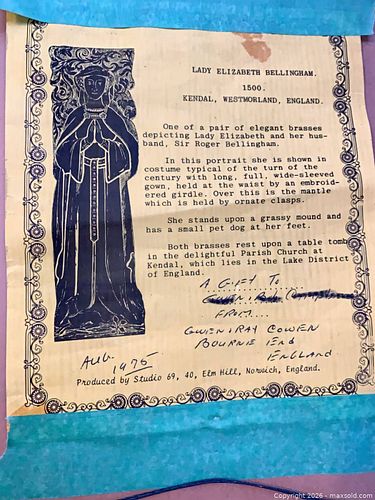 LADY ELIZABETH BELLINGHAM.
1500.
KENDAL, WESTMORLAND, ENGLAND.
One of a pair of elegant brasses
depicting Lady Elizabeth and her hus-
band, Sir Roger Bellingham.
In this portrait she is shown in
costume typical of the turn of the
century with long, full, wide-sleeved
gown, held at the waist by an embroid-
ered girdle. Over this is the mantle
which is held by ornate clasps.
She stands upon a grassy mound and
has a small pet dog at her feet.
Both brasses rest upon a table tomb
in the delightful Parish Church at
Kendal, which lies in the Lake District
of England.
A GIFT TO
FROM....
GWEN & RAY COWEN
BOURNE END
ENGLAND
AUG. 1975
Produced by Studio 69, 40, Elm Hill, Norwich, England.
Copyright © 2026 - maxsold.com